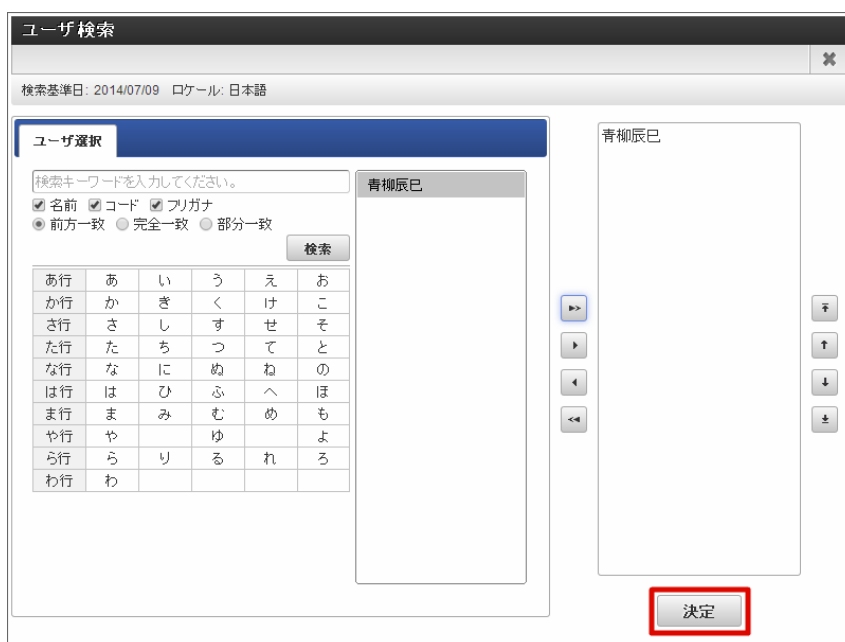 ユーザ検索
検索基準日: 2014/07/09 ロケール: 日本語
ユーザ選択
検索キーワードを入力してください。
名前 コード フリガナ
前方一致 完全一致 部分一致
検索
あ行 あ い う え お
か行 か き く け こ
さ行 さ し す せ そ
た行 た ち つ て と
な行 な に ぬ ね の
は行 は ひ ふ へ ほ
ま行 ま み む め も
や行 や ゆ よ
ら行 ら り る れ ろ
わ行 わ
青柳辰巳
青柳辰巳
決定